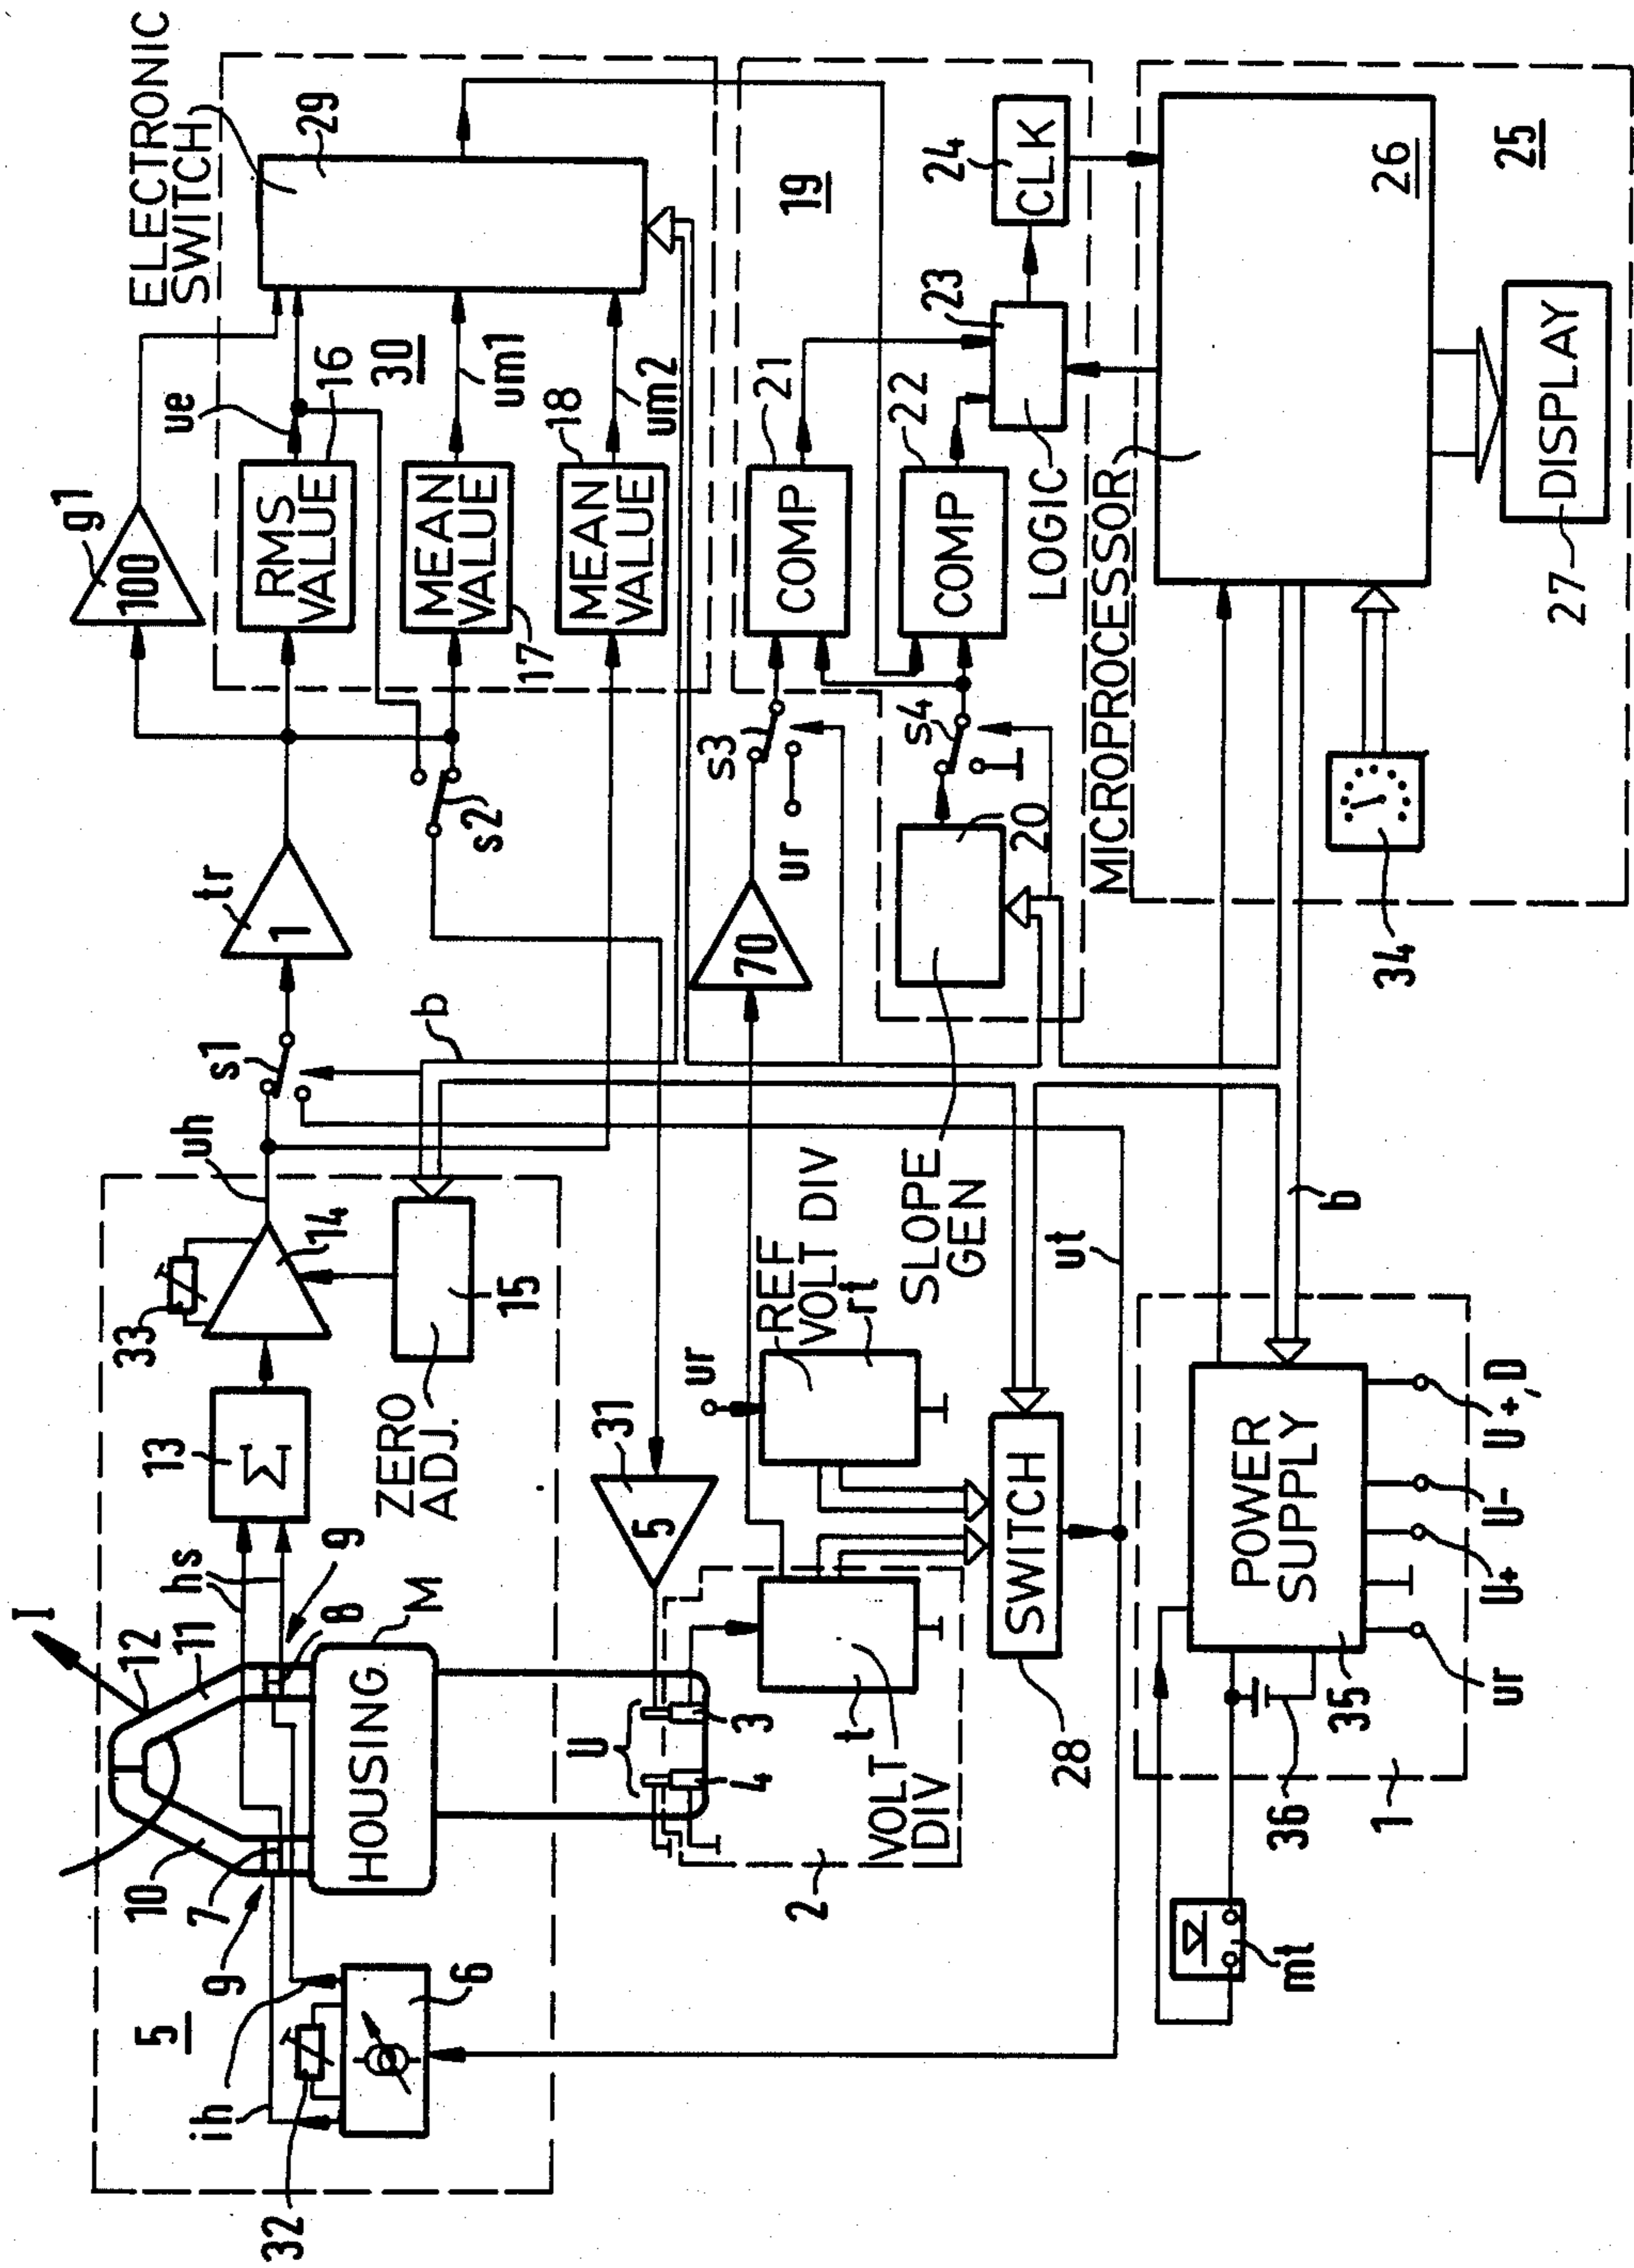 ELECTRONIC
SWITCH
29
g1
100
ue
RMS
VALUE
16
30
MEAN
VALUE
17
um1
18
MEAN
VALUE
um2
tr
1
s1
s2
b
uh
33
14
15
ZERO
ADJ.
13
Σ
hs
9
8
I
12
11
M
HOUSING
10
7
9
5
ih
32
6
19
24
CLK
21
COMP
22
COMP
23
LOGIC
s3
ur
s4
70
20
SLOPE
GEN
MICROPROCESSOR
26
25
DISPLAY
27
34
31
5
ur
REF
VOLT DIV
rt
U
3
4
t
VOLT
DIV
2
SWITCH
28
ut
b
POWER
SUPPLY
35
36
1
U+,D
U-
U+
ur
mt